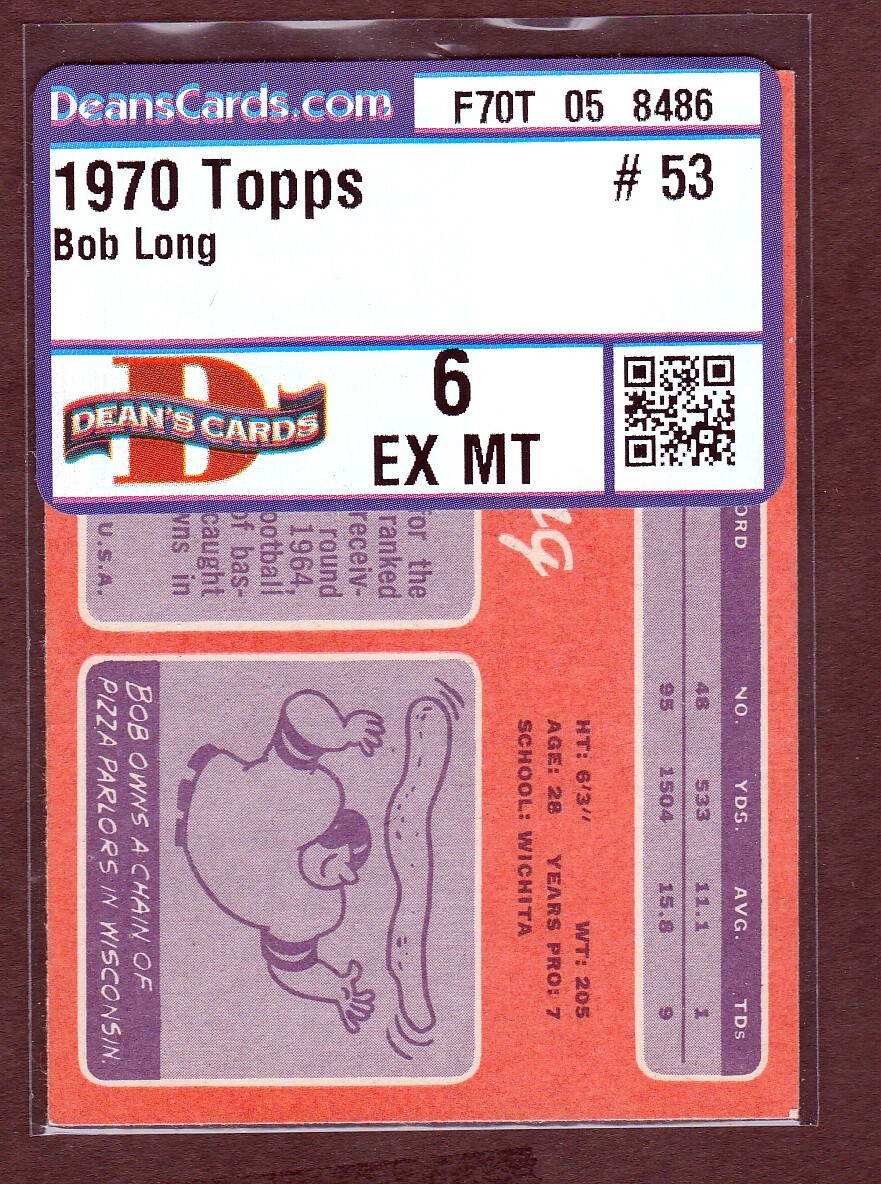 DeansCards.com
F70T 05 8486
1970 Topps
# 53
Bob Long
DEAN'S CARDS
D
6
EX MT
for the
ranked
receiv-
round
1964,
ootball
of bas-
caught
wns in
U.S.A.
ng
ORD NO. YDS. AVG. TDs
48 533 11.1 1
95 1504 15.8 9
HT: 6'3" WT: 205
AGE: 28 YEARS PRO: 7
SCHOOL: WICHITA
BOB OWNS A CHAIN OF
PIZZA PARLORS IN WISCONSIN.